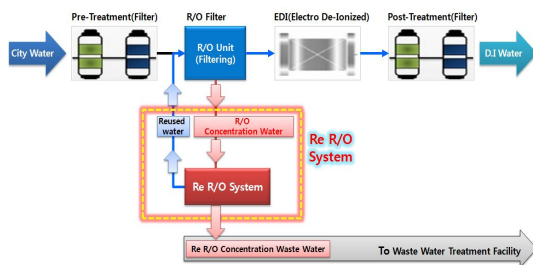 Pre-Treatment(Filter)
R/O Filter
EDI(Electro De-Ionized)
Post-Treatment(Filter)
City Water
R/O Unit
(Filtering)
D.I Water
Reused
water
R/O
Concentration Water
Re R/O
System
Re R/O System
Re R/O Concentration Waste Water
To Waste Water Treatment Facility